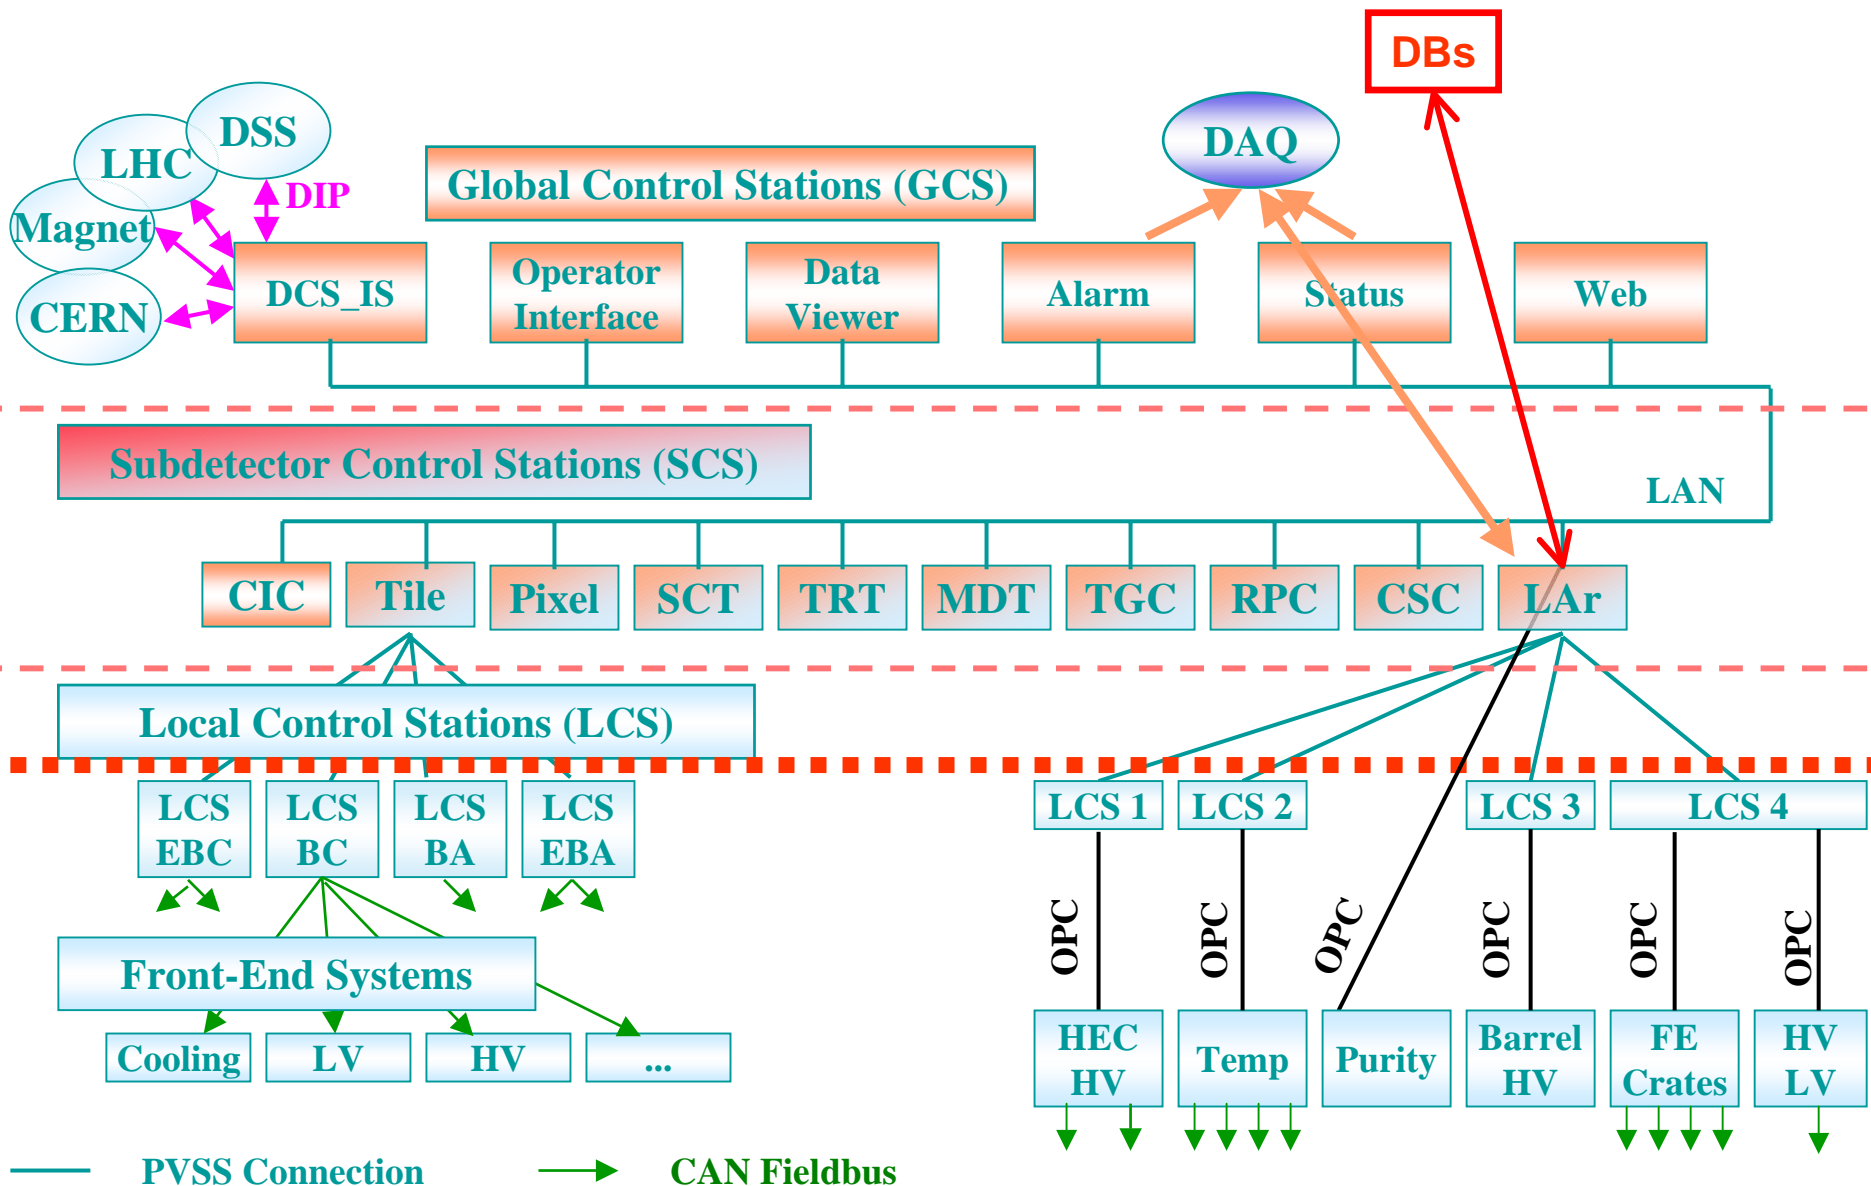 DBs
DSS
LHC
Magnet
CERN
DIP
DAQ
Global Control Stations (GCS)
DCS_IS
Operator
Interface
Data
Viewer
Alarm
Status
Web
Subdetector Control Stations (SCS)
LAN
CIC
Tile
Pixel
SCT
TRT
MDT
TGC
RPC
CSC
LAr
Local Control Stations (LCS)
LCS
EBC
LCS
BC
LCS
BA
LCS
EBA
LCS 1
LCS 2
LCS 3
LCS 4
OPC
OPC
OPC
OPC
OPC
OPC
Front-End Systems
Cooling
LV
HV
...
HEC
HV
Temp
Purity
Barrel
HV
FE
Crates
HV
LV
PVSS Connection
CAN Fieldbus